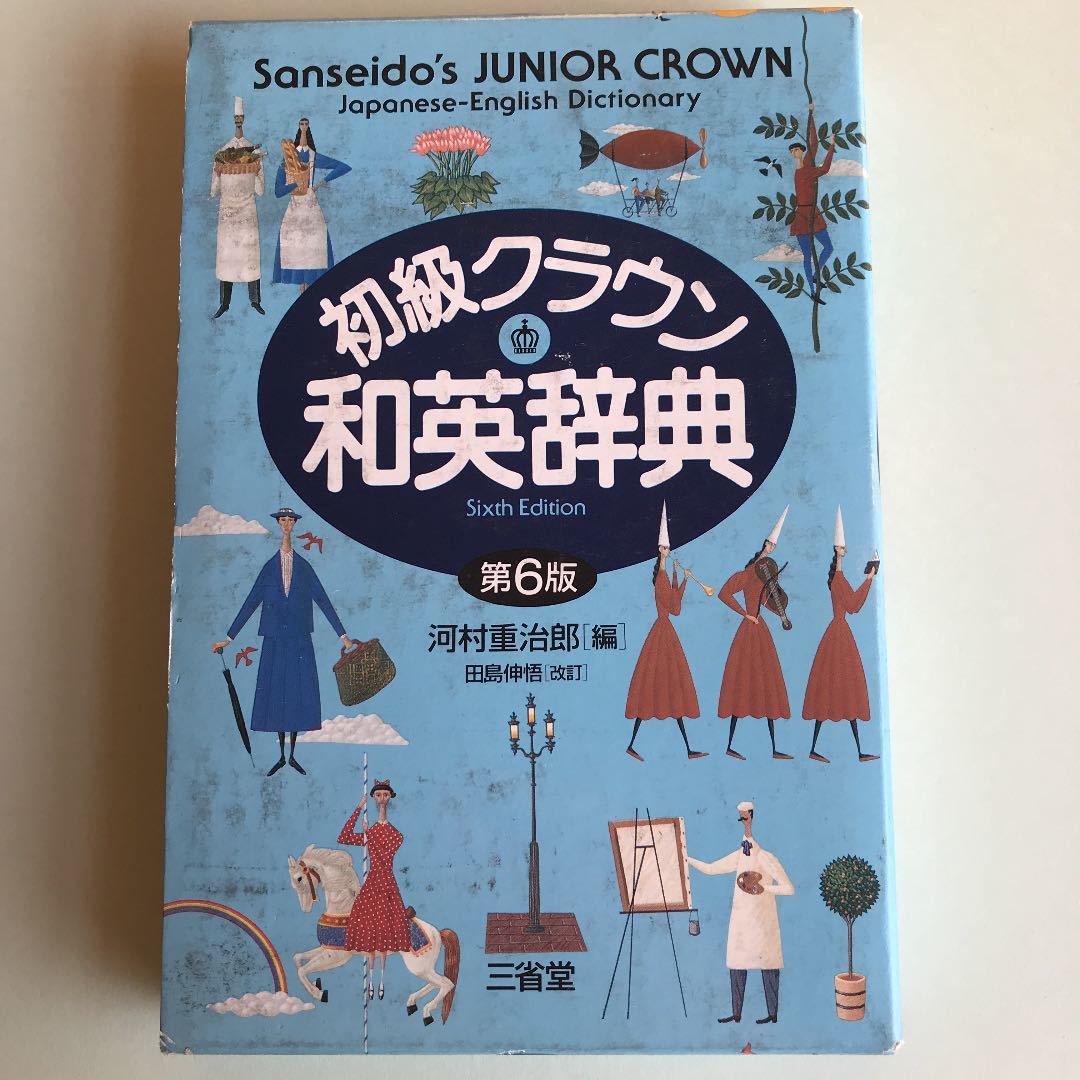 Sanseido's JUNIOR CROWN
Japanese-English Dictionary
初級クラウン
和英辞典
Sixth Edition
第6版
河村重治郎[編]
田島伸悟[改訂]
三省堂